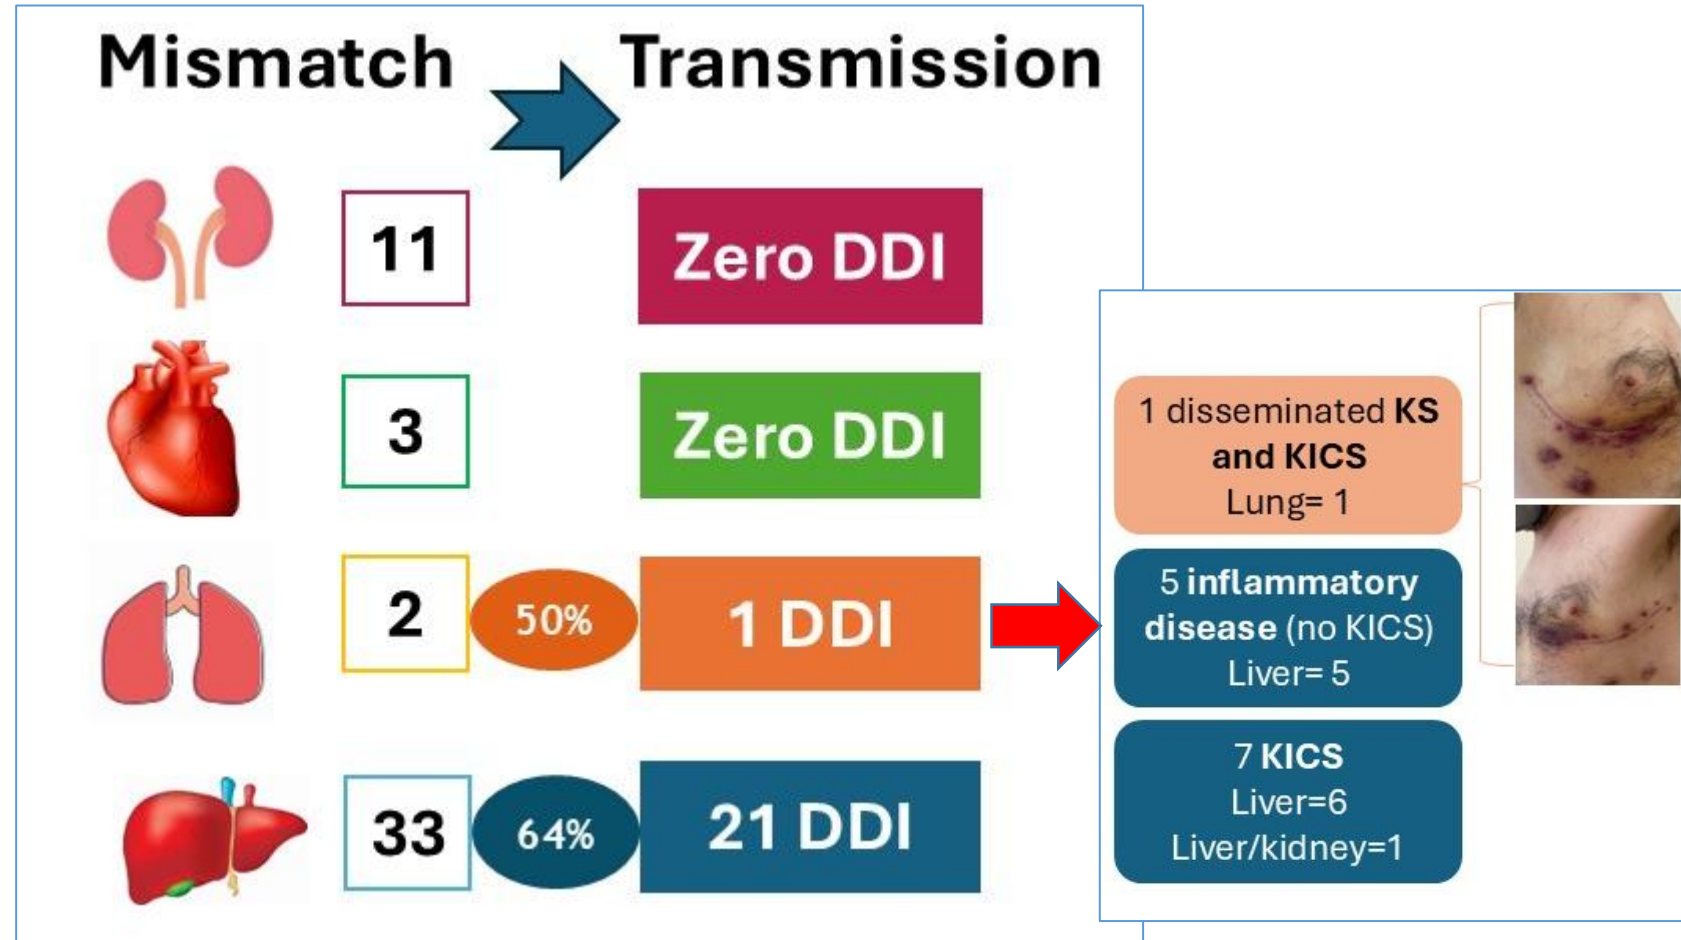 Mismatch
Transmission
11
Zero DDI
3
Zero DDI
2
50%
1 DDI
33
64%
21 DDI
1 disseminated KS
and KICS
Lung= 1
5 inflammatory
disease (no KICS)
Liver= 5
7 KICS
Liver=6
Liver/kidney=1